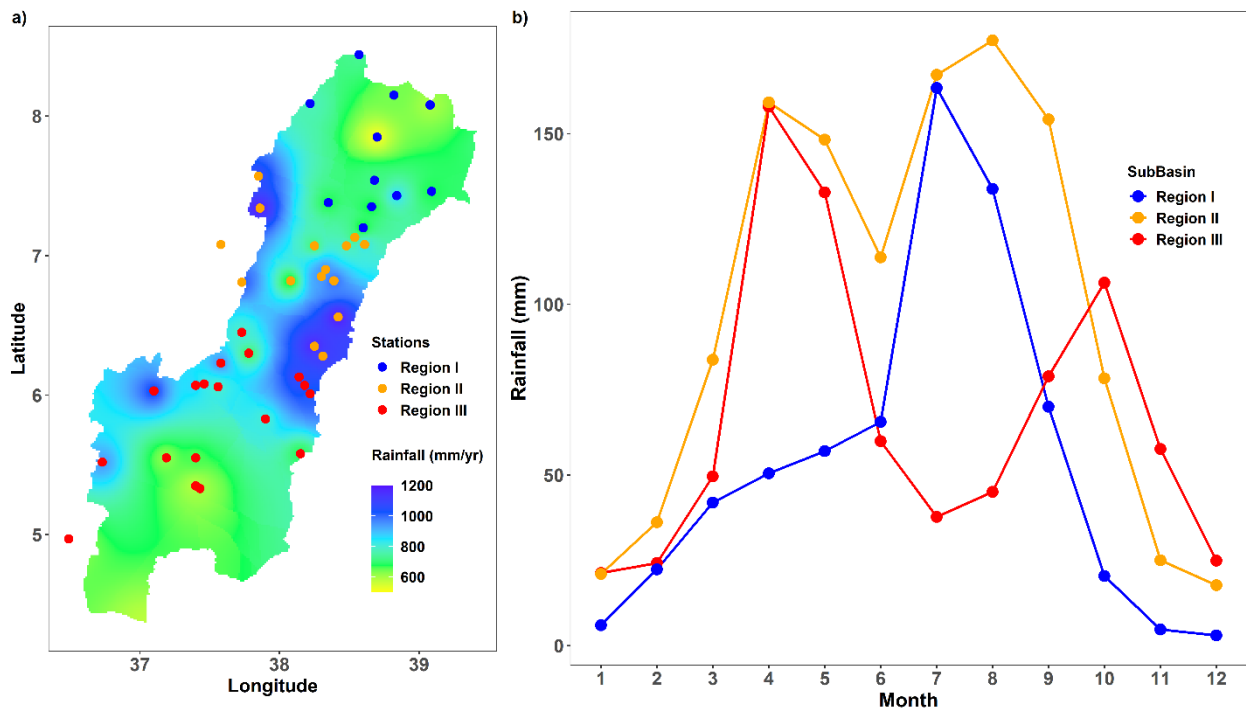 a)
8
7
6
5
Latitude
37
38
39
Longitude
Stations
Region I
Region II
Region III
Rainfall (mm/yr)
1200
1000
800
600
b)
150
100
50
0
Rainfall (mm)
1 2 3 4 5 6 7 8 9 10 11 12
Month
SubBasin
Region I
Region II
Region III